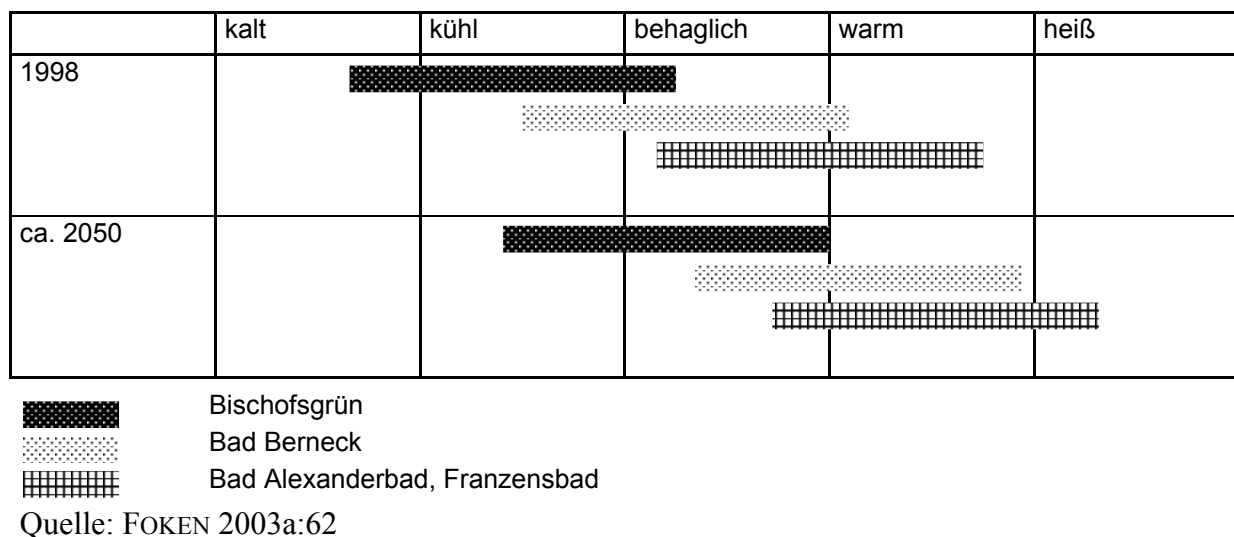 kalt kühl behaglich warm heiß
1998
ca. 2050
Bischofsgrün
Bad Berneck
Bad Alexanderbad, Franzensbad
Quelle: FOKEN 2003a:62